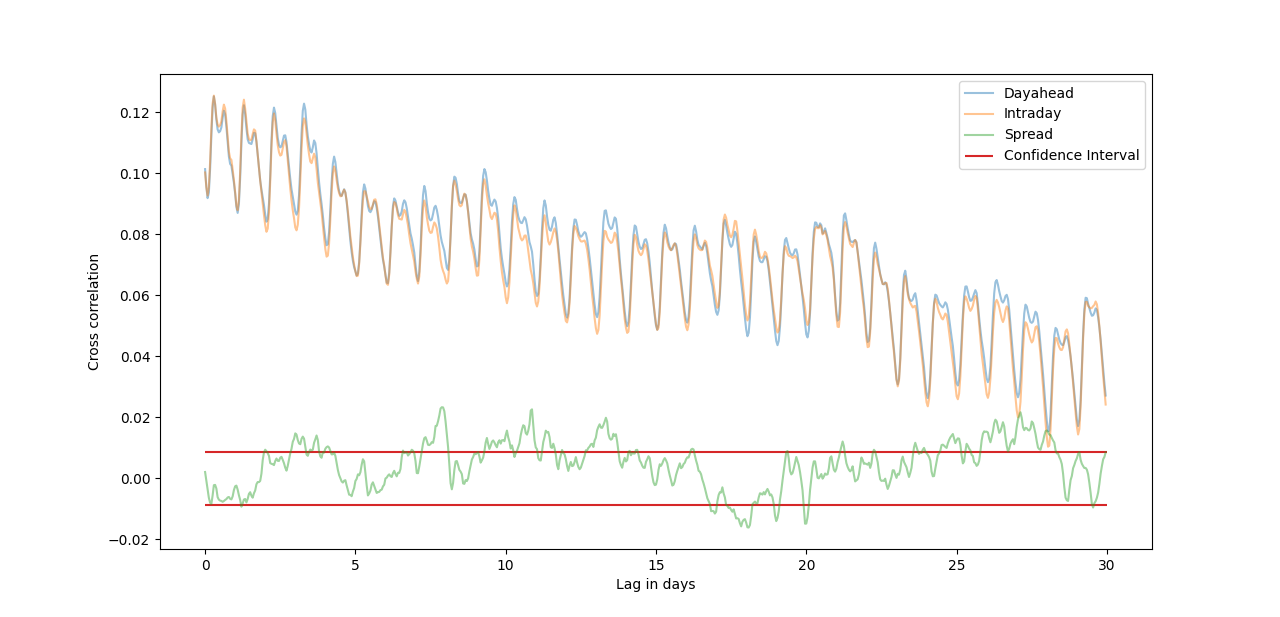 Dayahead
Intraday
Spread
Confidence Interval
Cross correlation
0.12
0.10
0.08
0.06
0.04
0.02
0.00
−0.02
0 5 10 15 20 25 30
Lag in days